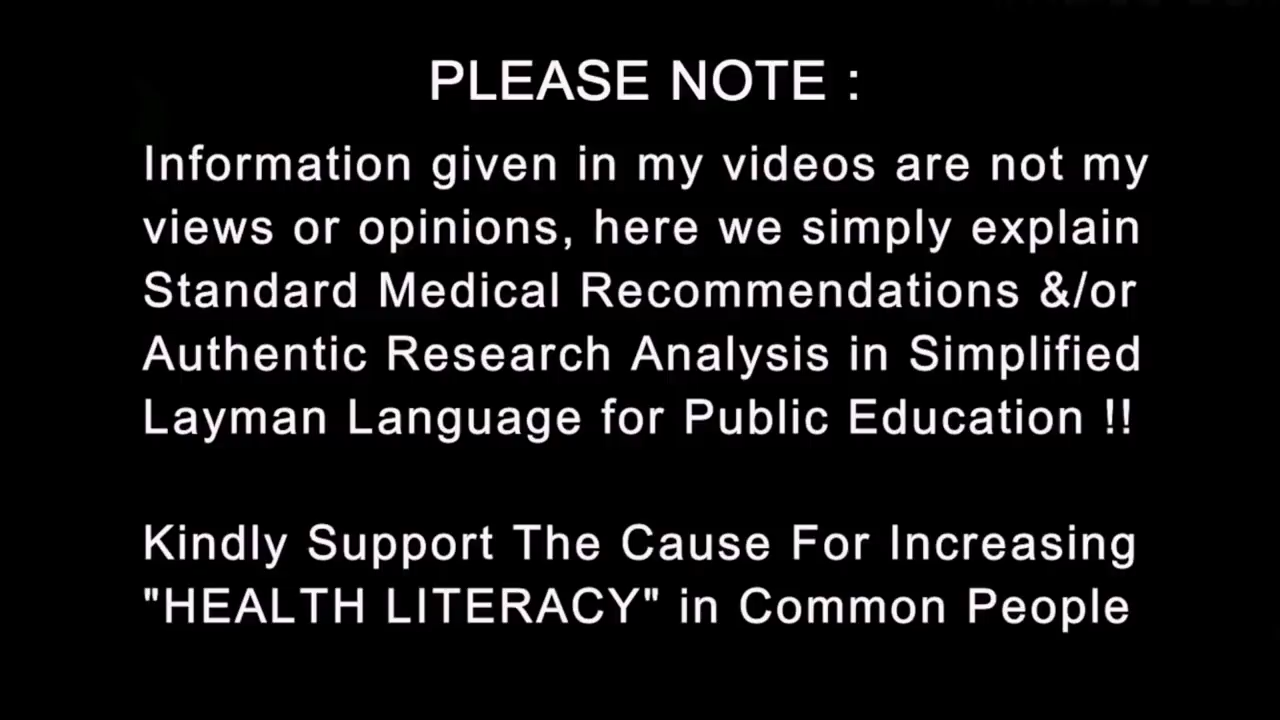 PLEASE NOTE :
Information given in my videos are not my
views or opinions, here we simply explain
Standard Medical Recommendations &/or
Authentic Research Analysis in Simplified
Layman Language for Public Education !!
Kindly Support The Cause For Increasing
"HEALTH LITERACY" in Common People